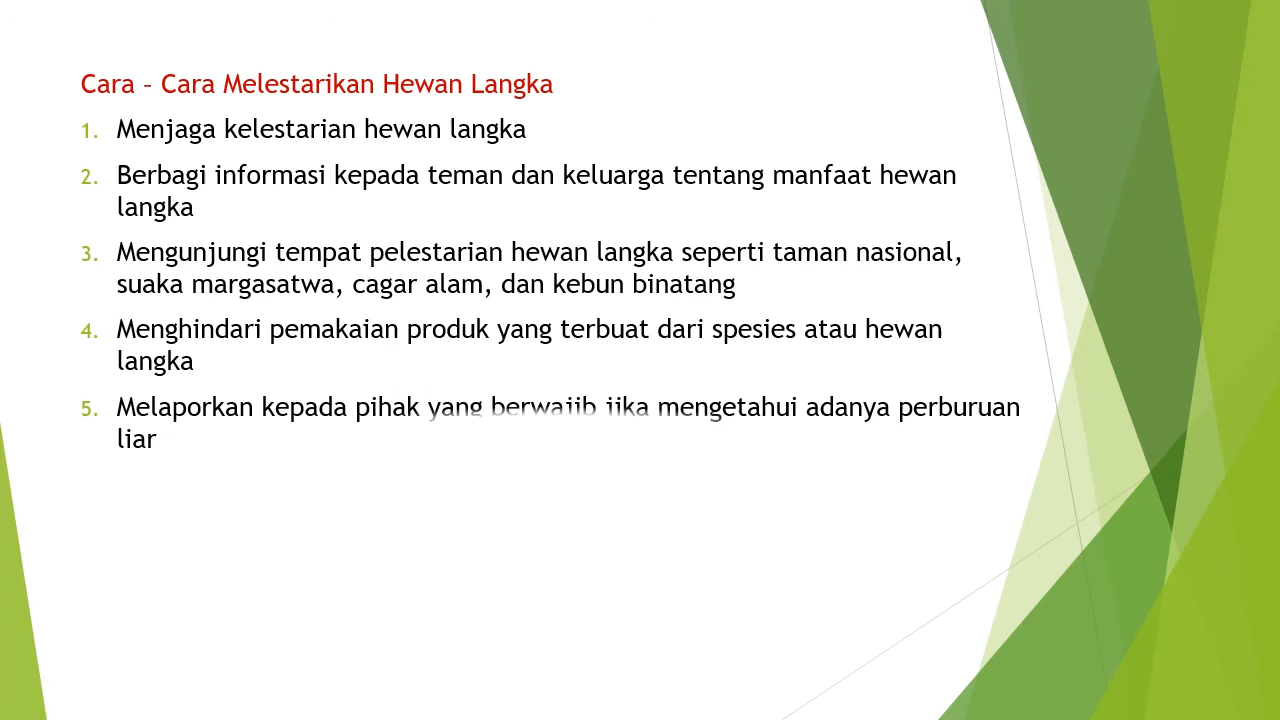 Cara – Cara Melestarikan Hewan Langka
1. Menjaga kelestarian hewan langka
2. Berbagi informasi kepada teman dan keluarga tentang manfaat hewan
langka
3. Mengunjungi tempat pelestarian hewan langka seperti taman nasional,
suaka margasatwa, cagar alam, dan kebun binatang
4. Menghindari pemakaian produk yang terbuat dari spesies atau hewan
langka
5. Melaporkan kepada pihak yang berwajib jika mengetahui adanya perburuan
liar